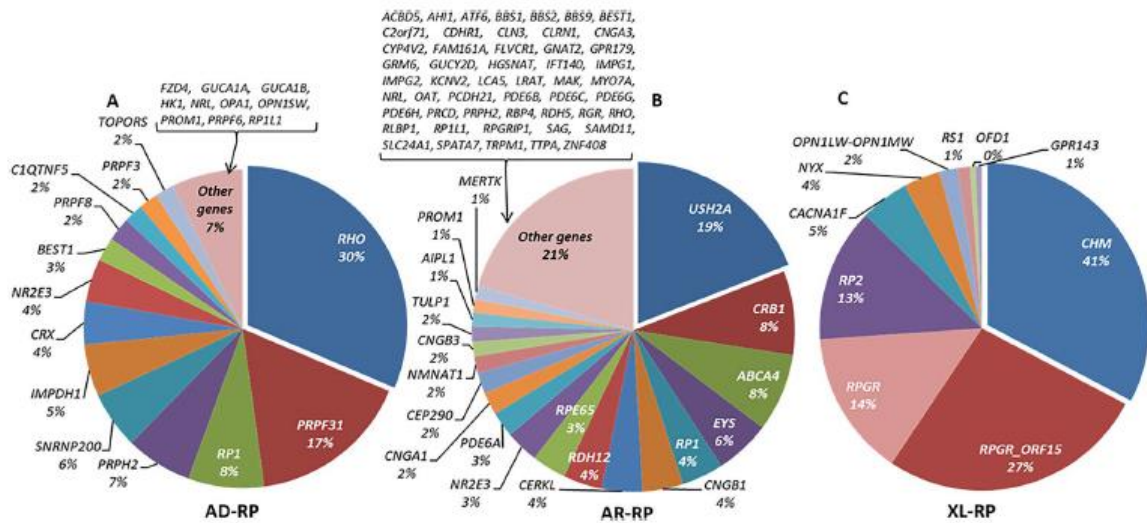 ACBD5, AHI1, ATF6, BBS1, BBS2, BBS9, BEST1,
C2orf71, CDHR1, CLN3, CLRN1, CNGA3,
CYP4V2, FAM161A, FLVCR1, GNAT2, GPR179,
GRM6, GUCY2D, HGSNAT, IFT140, IMPG1,
IMPG2, KCNV2, LCA5, LRAT, MAK, MYO7A,
NRL, OAT, PCDH21, PDE6B, PDE6C, PDE6G,
PDE6H, PRCD, PRPH2, RBP4, RDH5, RGR, RHO,
RLBP1, RP1L1, RPGRIP1, SAG, SAMD11,
SLC24A1, SPATA7, TRPM1, TTPA, ZNF408
FZD4, GUCA1A, GUCA1B,
HK1, NRL, OPA1, OPN1SW,
PROM1, PRPF6, RP1L1
A
TOPORS
2%
PRPF3
2%
C1QTNF5
2%
PRPF8
2%
BEST1
3%
NR2E3
4%
CRX
4%
IMPDH1
5%
SNRNP200
6%
PRPH2
7%
RP1
8%
PRPF31
17%
RHO
30%
Other
genes
7%
AD-RP
B
MERTK
1%
PROM1
1%
AIPL1
1%
TULP1
2%
CNGB3
2%
NMNAT1
2%
CEP290
2%
CNGA1
2%
PDE6A
3%
NR2E3
3%
RPE65
3%
RDH12
4%
CERKL
4%
CNGB1
4%
RP1
4%
EYS
6%
ABCA4
8%
CRB1
8%
USH2A
19%
Other genes
21%
AR-RP
C
OPN1LW-OPN1MW
2%
RS1
1%
OFD1
0%
GPR143
1%
NYX
4%
CACNA1F
5%
RP2
13%
RPGR
14%
RPGR_ORF15
27%
CHM
41%
XL-RP